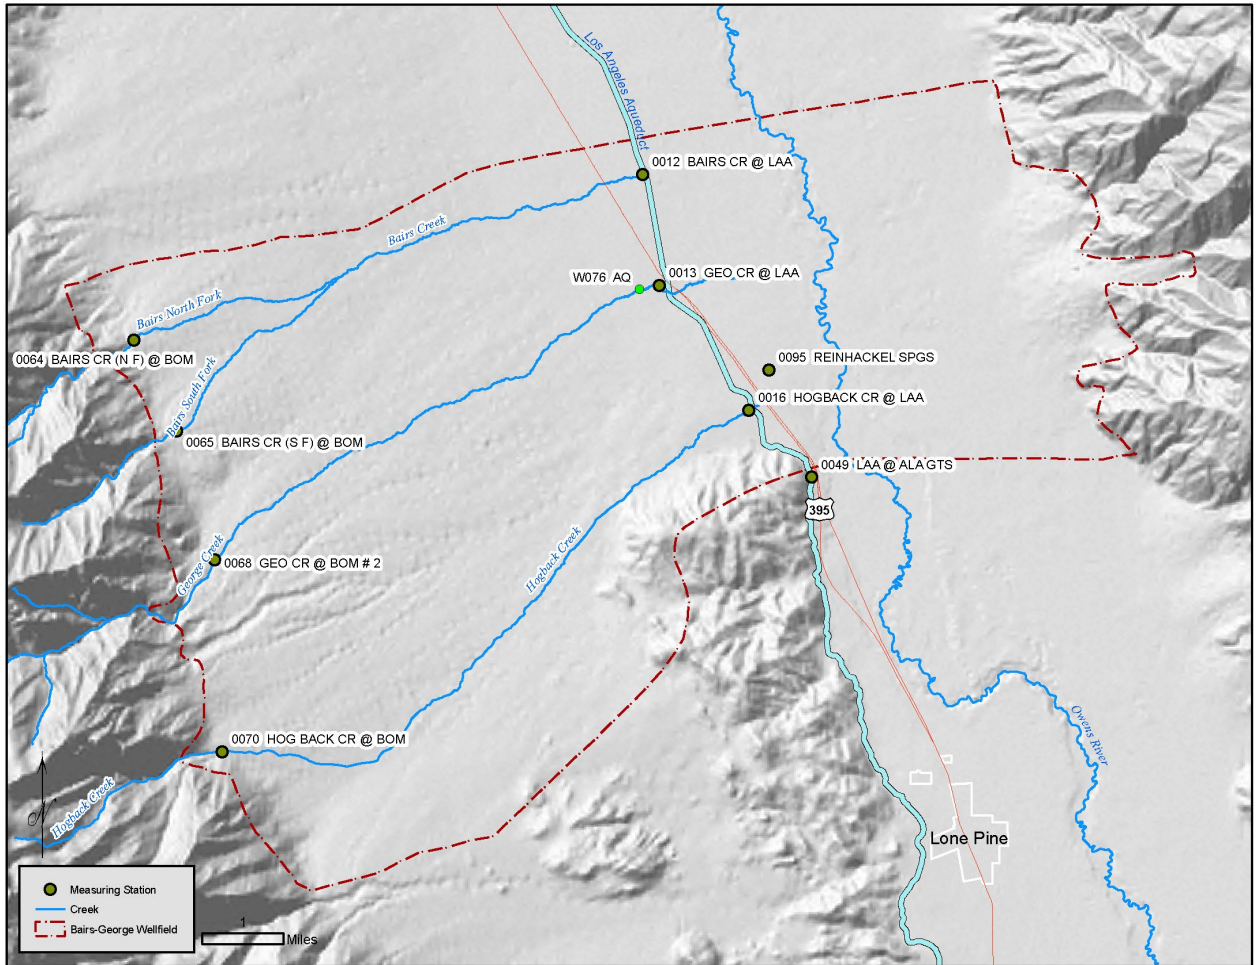 Los Angeles Aqueduct
0012 BAIRS CR @ LAA
Bairs Creek
W076 AQ
0013 GEO CR @ LAA
Bairs North Fork
0064 BAIRS CR (N F) @ BOM
0095 REINHACKEL SPGS
Bairs South Fork
0016 HOGBACK CR @ LAA
0065 BAIRS CR (S F) @ BOM
0049 LAA @ ALA GTS
395
George Creek
0068 GEO CR @ BOM # 2
Hogback Creek
0070 HOG BACK CR @ BOM
Owens River
N
Hogback Creek
Lone Pine
Measuring Station
Creek
Bairs-George Wellfield
1
Miles